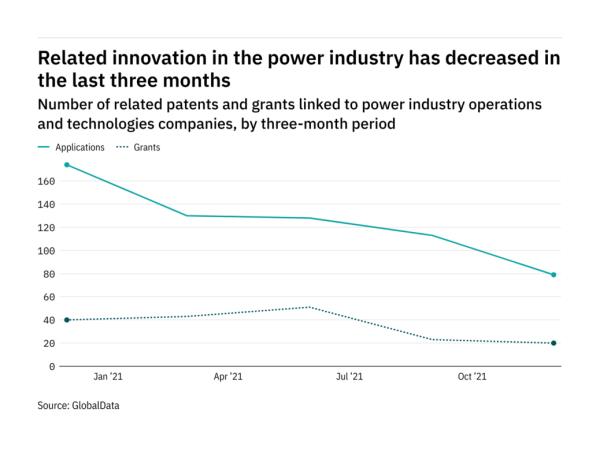 Related innovation in the power industry has decreased in
the last three months
Number of related patents and grants linked to power industry operations
and technologies companies, by three-month period
Applications Grants
160
140
120
100
80
60
40
20
0
Jan '21 Apr '21 Jul '21 Oct '21
Source: GlobalData